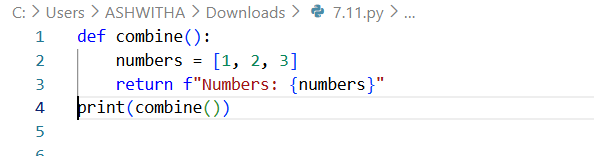 C: > Users > ASHWITHA > Downloads > 7.11.py > ...
1 def combine():
2     numbers = [1, 2, 3]
3     return f"Numbers: {numbers}"
4 print(combine())
5
6